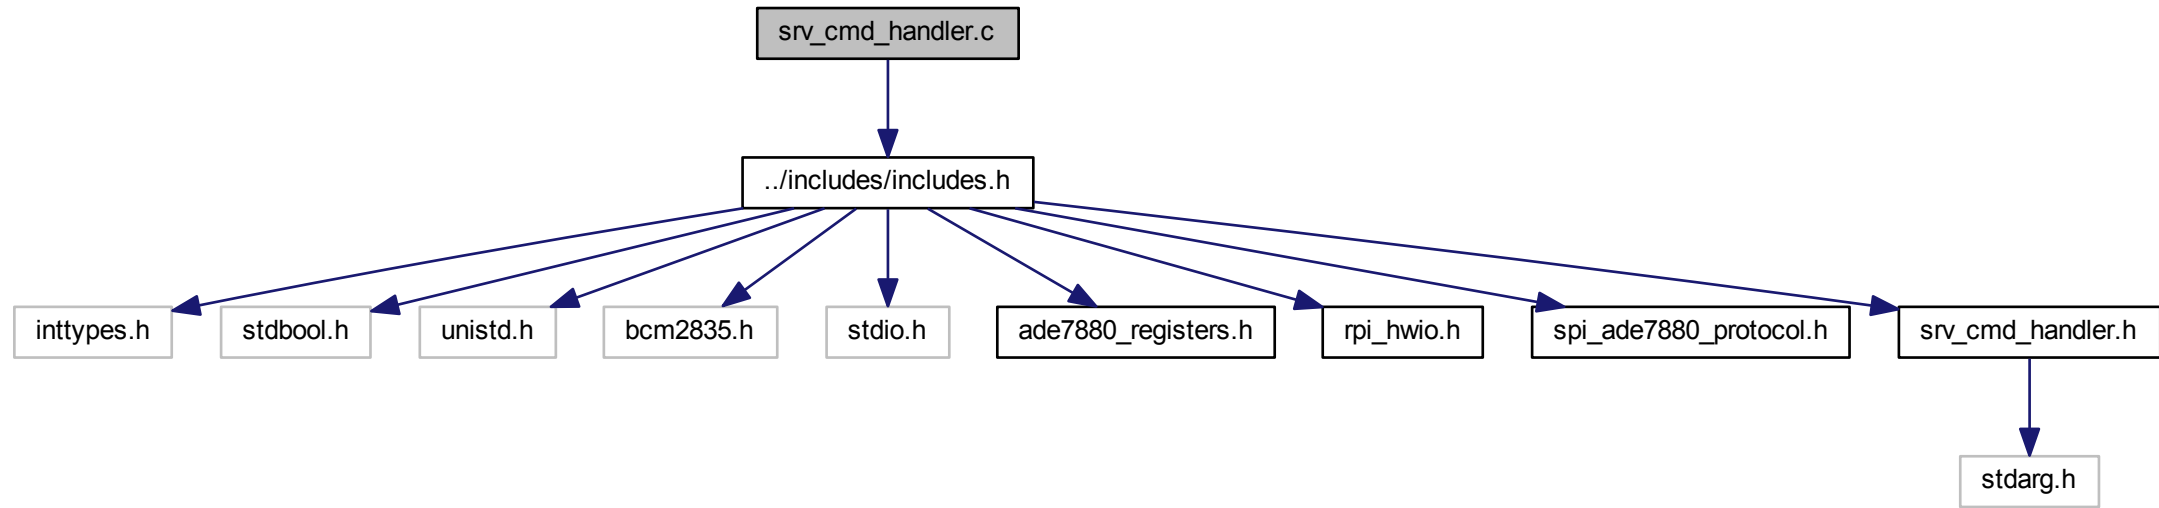 srv_cmd_handler.c
../includes/includes.h
inttypes.h
stdbool.h
unistd.h
bcm2835.h
stdio.h
ade7880_registers.h
rpi_hwio.h
spi_ade7880_protocol.h
srv_cmd_handler.h
stdarg.h